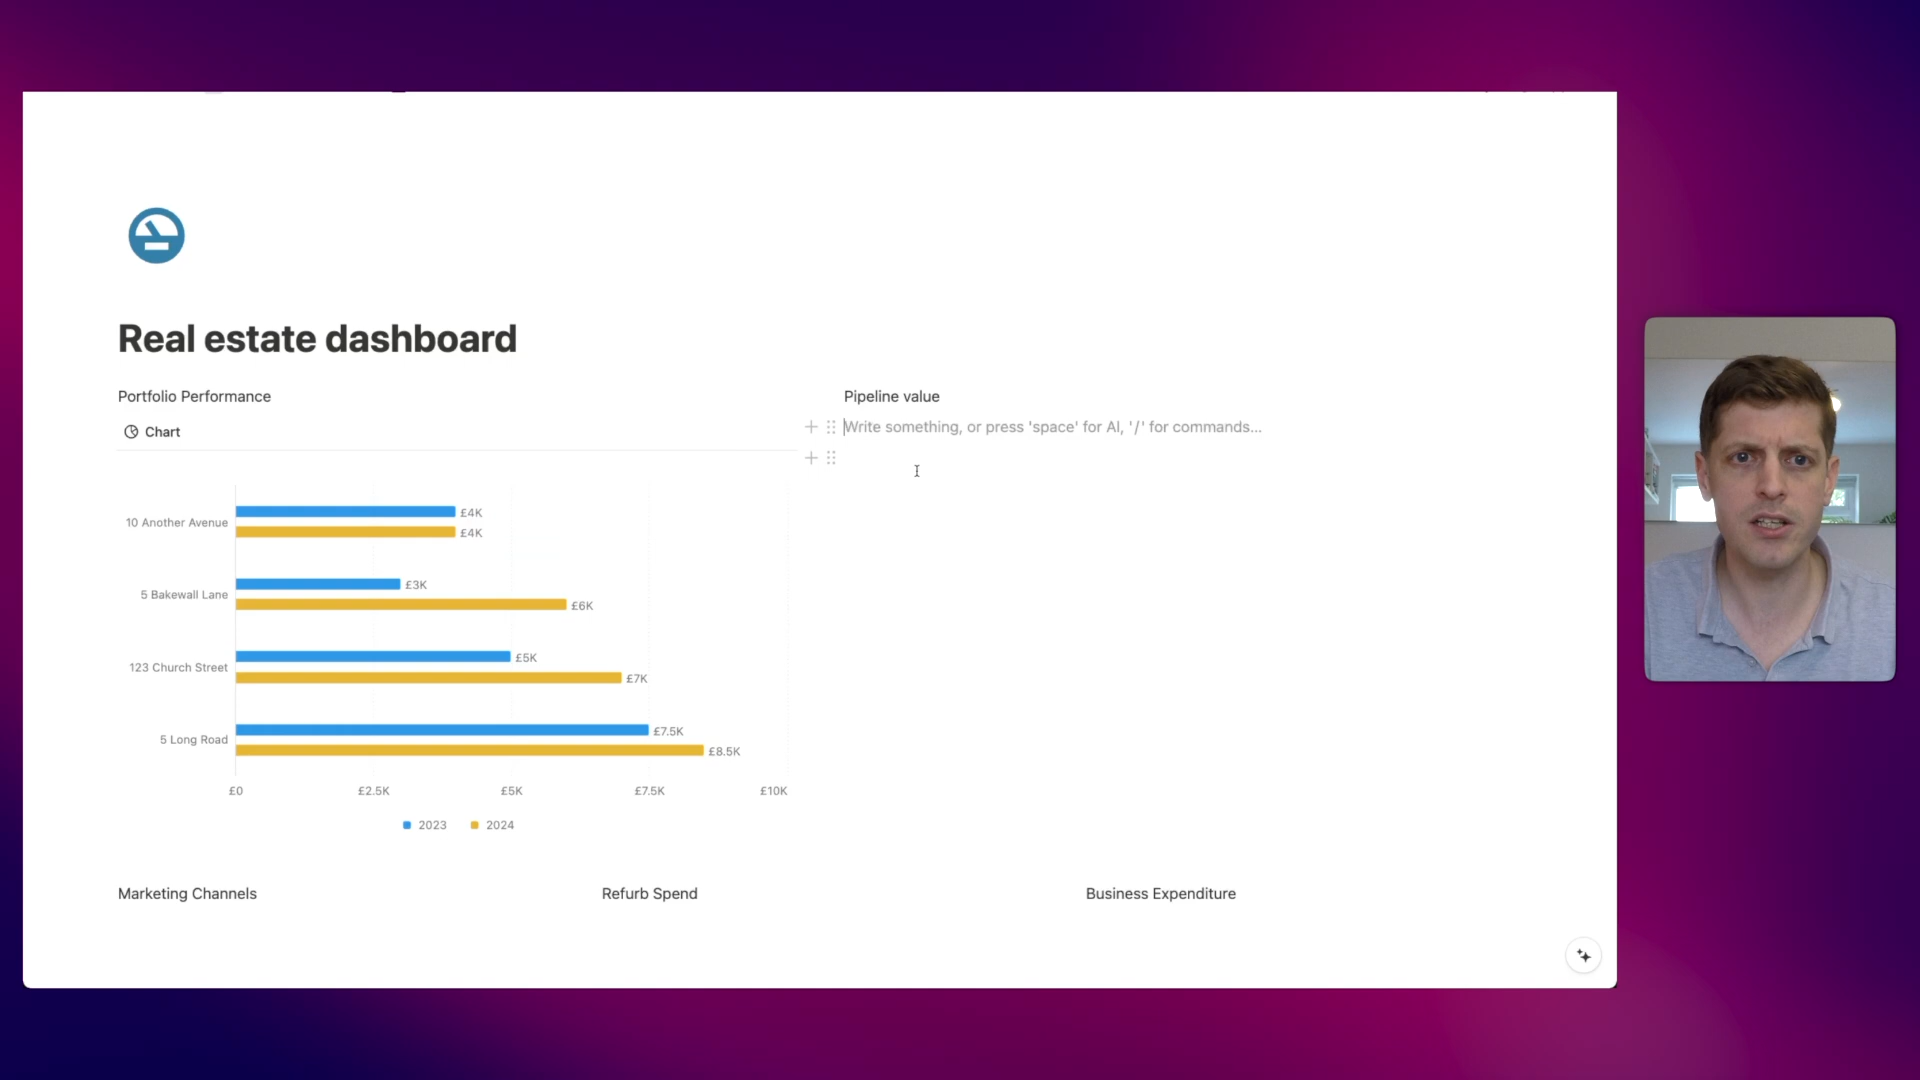 Real estate dashboard
Portfolio Performance
Pipeline value
Chart
Write something, or press 'space' for AI, '/' for commands...
10 Another Avenue
£4K
£4K
5 Bakewall Lane
£3K
£6K
123 Church Street
£5K
£7K
5 Long Road
£7.5K
£8.5K
£0 £2.5K £5K £7.5K £10K
2023 2024
Marketing Channels
Refurb Spend
Business Expenditure